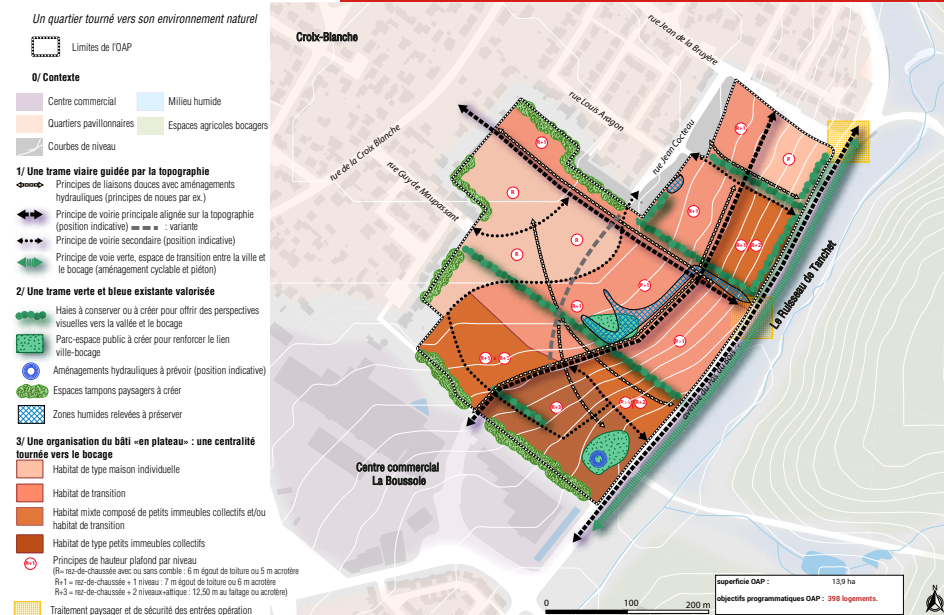 Un quartier tourné vers son environnement naturel
Limites de l'OAP
0/ Contexte
Centre commercial
Milieu humide
Quartiers pavillonnaires
Espaces agricoles bocagers
Courbes de niveau
1/ Une trame viaire guidée par la topographie
Principes de liaisons douces avec aménagements
hydrauliques (principes de noues par ex.)
Principe de voirie principale alignée sur la topographie
(position indicative) : variante
Principe de voirie secondaire (position indicative)
Principe de voie verte, espace de transition entre la ville et
le bocage (aménagement cyclable et piéton)
2/ Une trame verte et bleue existante valorisée
Haies à conserver ou à créer pour offrir des perspectives
visuelles vers la vallée et le bocage
Parc-espace public à créer pour renforcer le lien
ville-bocage
Aménagements hydrauliques à prévoir (position indicative)
Espaces tampons paysagers à créer
Zones humides relevées à préserver
3/ Une organisation du bâti «en plateau» : une centralité
tournée vers le bocage
Habitat de type maison individuelle
Habitat de transition
Habitat mixte composé de petits immeubles collectifs et/ou
habitat de transition
Habitat de type petits immeubles collectifs
R+1
Principes de hauteur plafond par niveau
(R= rez-de-chaussée avec ou sans comble : 6 m égout de toiture ou 5 m acrotère
R+1 = rez-de-chaussée + 1 niveau : 7 m égout de toiture ou 6 m acrotère
R+3 = rez-de-chaussée + 2 niveaux+attique : 12,50 m au faitage ou acrotère)
Traitement paysager et de sécurité des entrées opération
Croix-Blanche
rue Jean de la Bruyère
rue Louis Aragon
rue Jean Cocteau
rue de la Croix Blanche
rue Guy de Maupassant
R+1
R+1
R
R
R+1
R
R
R+1
R+1
R+3
Le Ruisseau de Tanchet
Centre commercial
La Boussole
0 100 200 m
superficie OAP : 13,9 ha
objectifs programmatiques OAP : 398 logements.
N